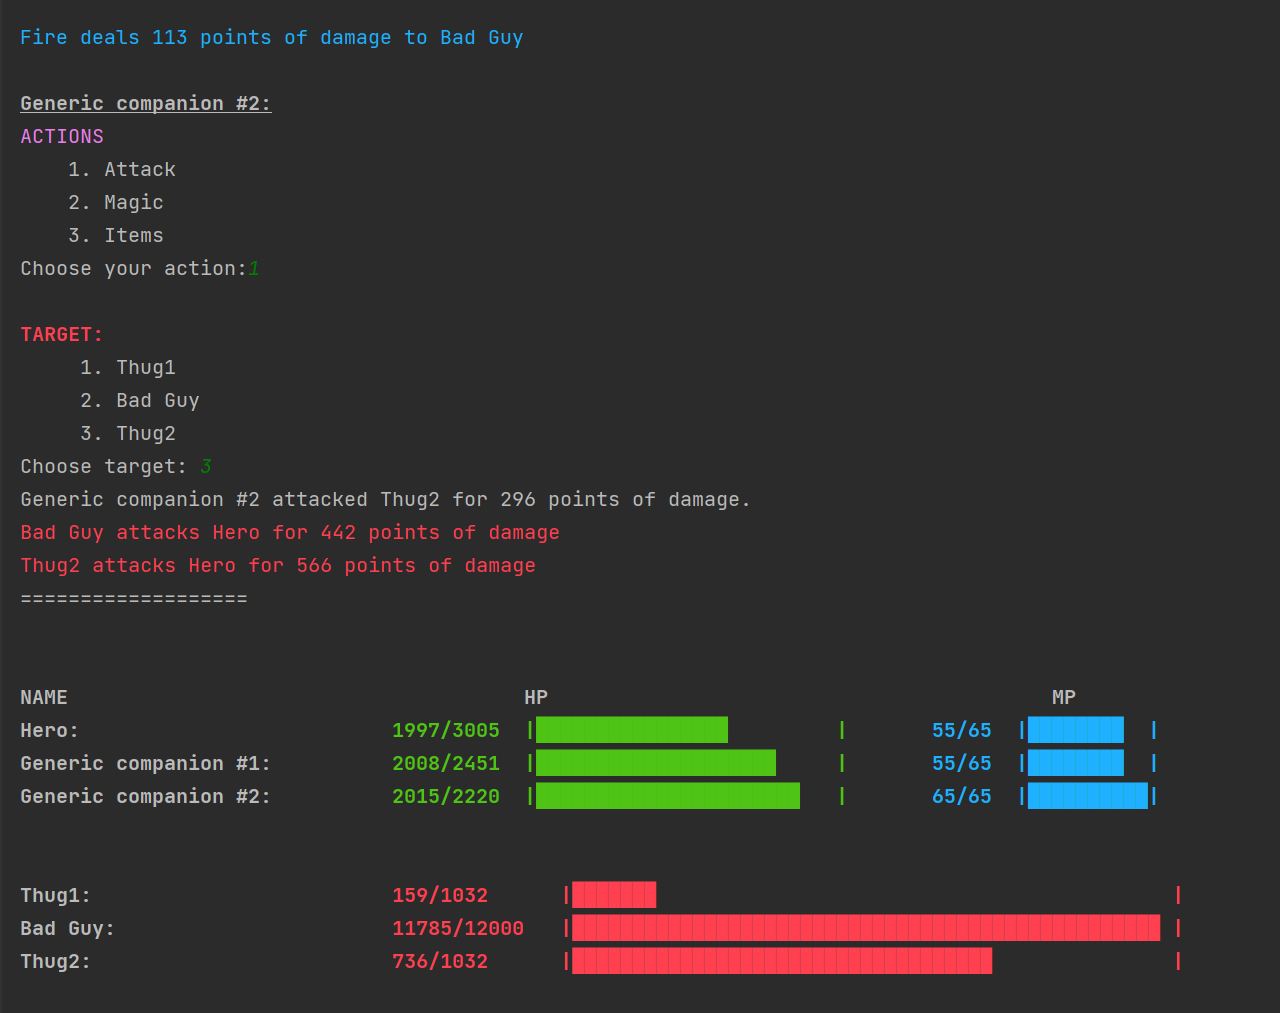 Fire deals 113 points of damage to Bad Guy
Generic companion #2:
ACTIONS
1. Attack
2. Magic
3. Items
Choose your action:1
TARGET:
1. Thug1
2. Bad Guy
3. Thug2
Choose target: 3
Generic companion #2 attacked Thug2 for 296 points of damage.
Bad Guy attacks Hero for 442 points of damage
Thug2 attacks Hero for 566 points of damage
===================
NAME HP MP
Hero: 1997/3005 |████████████████ | 55/65 |████████ |
Generic companion #1: 2008/2451 |████████████████████ | 55/65 |████████ |
Generic companion #2: 2015/2220 |██████████████████████ | 65/65 |██████████|
Thug1: 159/1032 |███████ |
Bad Guy: 11785/12000 |█████████████████████████████████████████████████ |
Thug2: 736/1032 |███████████████████████████████████ |